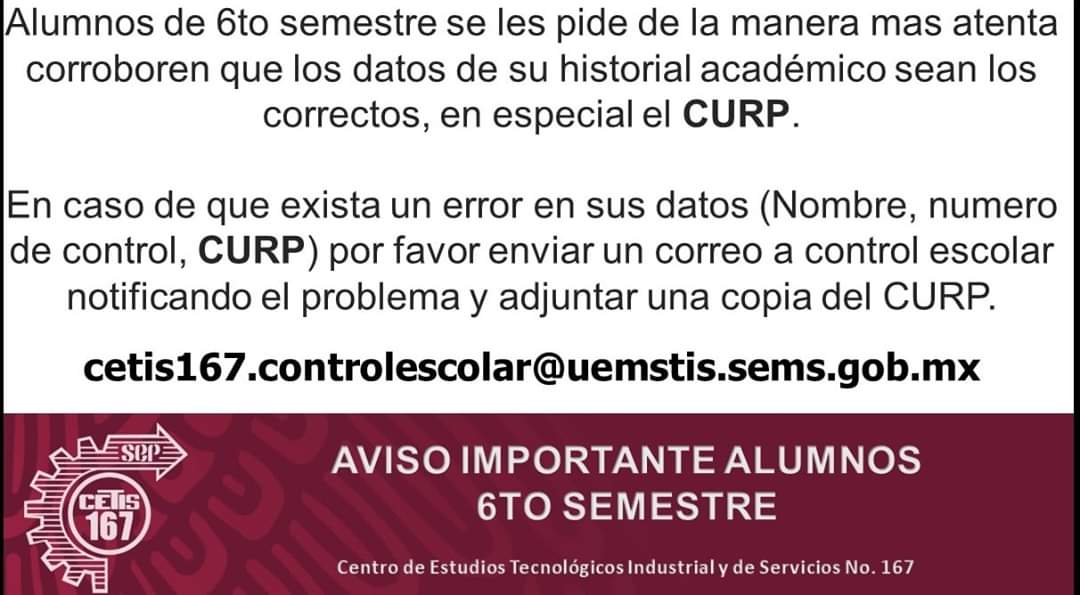 Alumnos de 6to semestre se les pide de la manera mas atenta
corroboren que los datos de su historial académico sean los
correctos, en especial el CURP.
En caso de que exista un error en sus datos (Nombre, numero
de control, CURP) por favor enviar un correo a control escolar
notificando el problema y adjuntar una copia del CURP.
cetis167.controlescolar@uemstis.sems.gob.mx
SEP
CETIS
167
AVISO IMPORTANTE ALUMNOS
6TO SEMESTRE
Centro de Estudios Tecnológicos Industrial y de Servicios No. 167